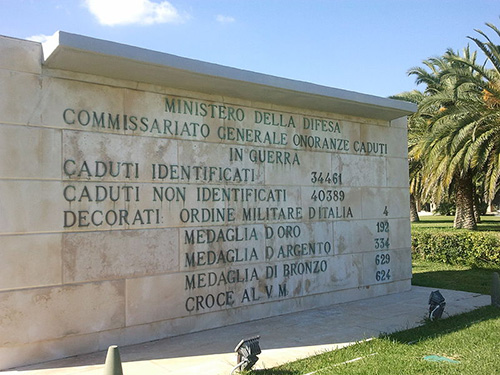 MINISTERO DELLA DIFESA
COMMISSARIATO GENERALE ONORANZE CADUTI
IN GUERRA
CADUTI IDENTIFICATI 34461
CADUTI NON IDENTIFICATI 40389
DECORATI ORDINE MILITARE D'ITALIA 4
MEDAGLIA D'ORO 192
MEDAGLIA D'ARGENTO 334
MEDAGLIA DI BRONZO 629
CROCE AL V M 624